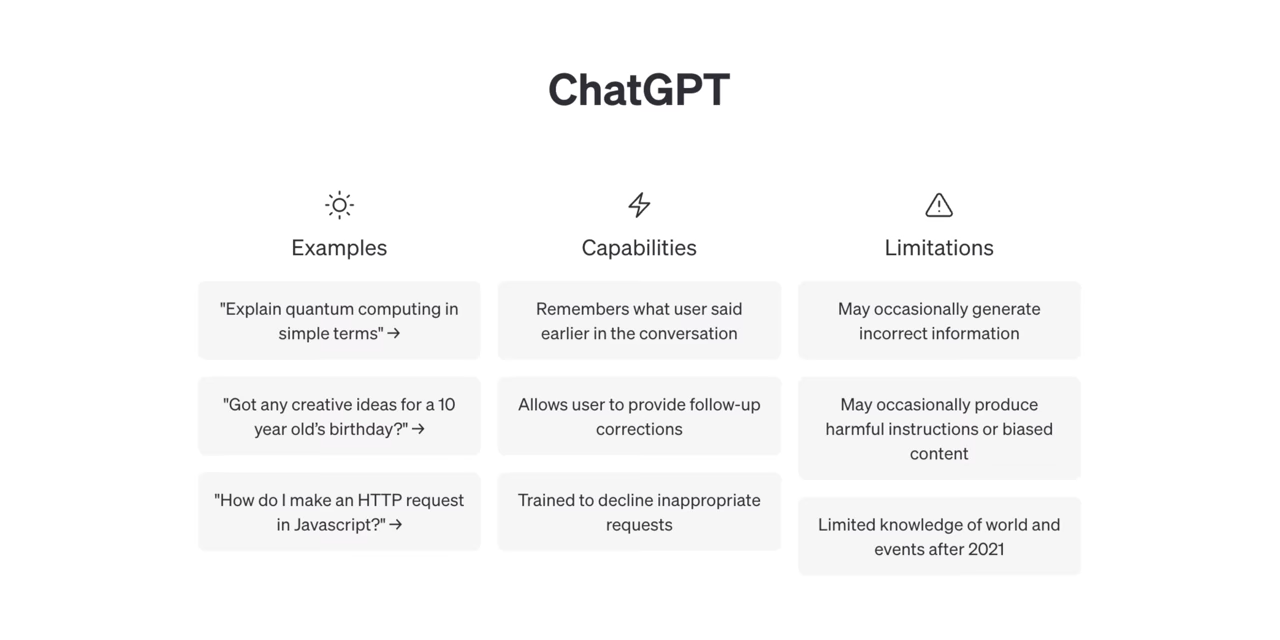 ChatGPT
Examples
"Explain quantum computing in
simple terms" →
"Got any creative ideas for a 10
year old’s birthday?" →
"How do I make an HTTP request
in Javascript?" →
Capabilities
Remembers what user said
earlier in the conversation
Allows user to provide follow-up
corrections
Trained to decline inappropriate
requests
Limitations
May occasionally generate
incorrect information
May occasionally produce
harmful instructions or biased
content
Limited knowledge of world and
events after 2021